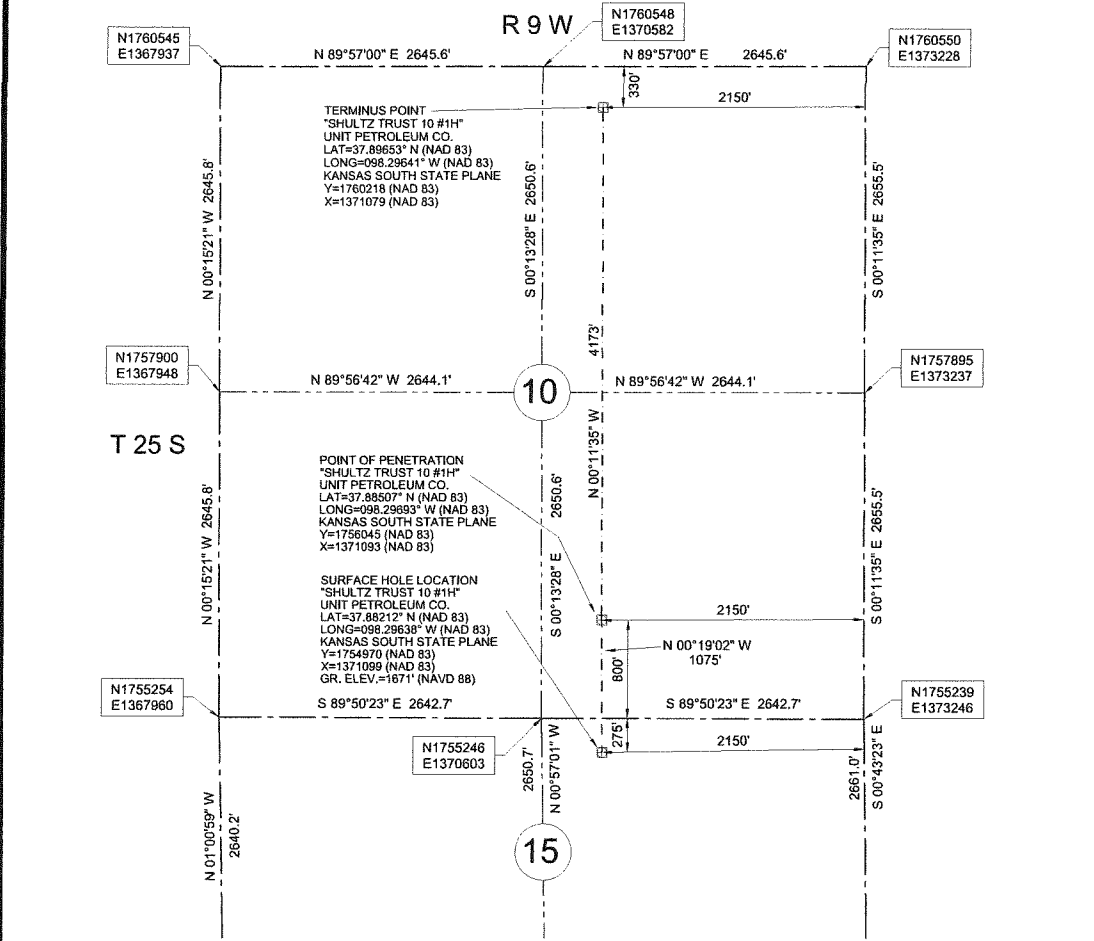 R 9 W
N1760545
E1367937
N1760548
E1370582
N1760550
E1373228
N 89°57'00" E 2645.6'
N 89°57'00" E 2645.6'
330'
2150'
TERMINUS POINT
"SHULTZ TRUST 10 #1H"
UNIT PETROLEUM CO.
LAT=37.89653° N (NAD 83)
LONG=098.29641° W (NAD 83)
KANSAS SOUTH STATE PLANE
Y=1760218 (NAD 83)
X=1371079 (NAD 83)
N 00°15'21" W 2645.8'
S 00°13'28" E 2650.6'
S 00°11'35" E 2655.5'
4173'
N1757900
E1367948
N1757895
E1373237
N 89°56'42" W 2644.1'
N 89°56'42" W 2644.1'
10
T 25 S
N 00°11'35" W
POINT OF PENETRATION
"SHULTZ TRUST 10 #1H"
UNIT PETROLEUM CO.
LAT=37.88507° N (NAD 83)
LONG=098.29693° W (NAD 83)
KANSAS SOUTH STATE PLANE
Y=1756045 (NAD 83)
X=1371093 (NAD 83)
N 00°15'21" W 2645.8'
S 00°13'28" E 2650.6'
S 00°11'35" E 2655.5'
SURFACE HOLE LOCATION
"SHULTZ TRUST 10 #1H"
UNIT PETROLEUM CO.
LAT=37.88212° N (NAD 83)
LONG=098.29638° W (NAD 83)
KANSAS SOUTH STATE PLANE
Y=1754970 (NAD 83)
X=1371099 (NAD 83)
GR. ELEV.=1671' (NAVD 88)
2150'
N 00°19'02" W
1075'
800'
N1755254
E1367960
N1755239
E1373246
S 89°50'23" E 2642.7'
S 89°50'23" E 2642.7'
N1755246
E1370603
275'
2150'
2650.7'
N 00°57'01" W
2661.0'
S 00°43'23" E
N 01°00'59" W
2640.2'
15